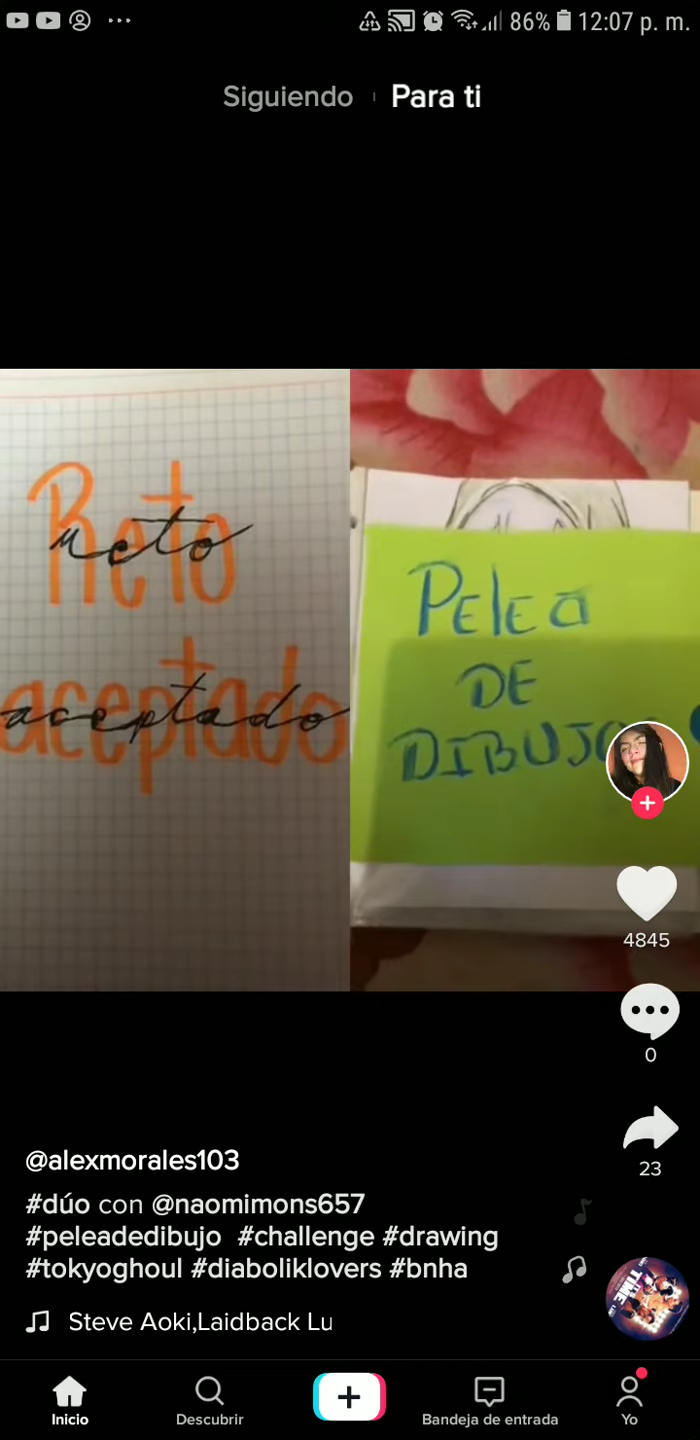 86% 12:07 p. m.
Siguiendo Para ti
Reto
reto
aceptado
aceptado
PElEa
DE
DIBUJO
4845
0
23
@alexmorales103
#dúo con @naomimons657
#peleadedibujo #challenge #drawing
#tokyoghoul #diaboliklovers #bnha
Steve Aoki,Laidback Lu
TIME
Inicio Descubrir Bandeja de entrada Yo